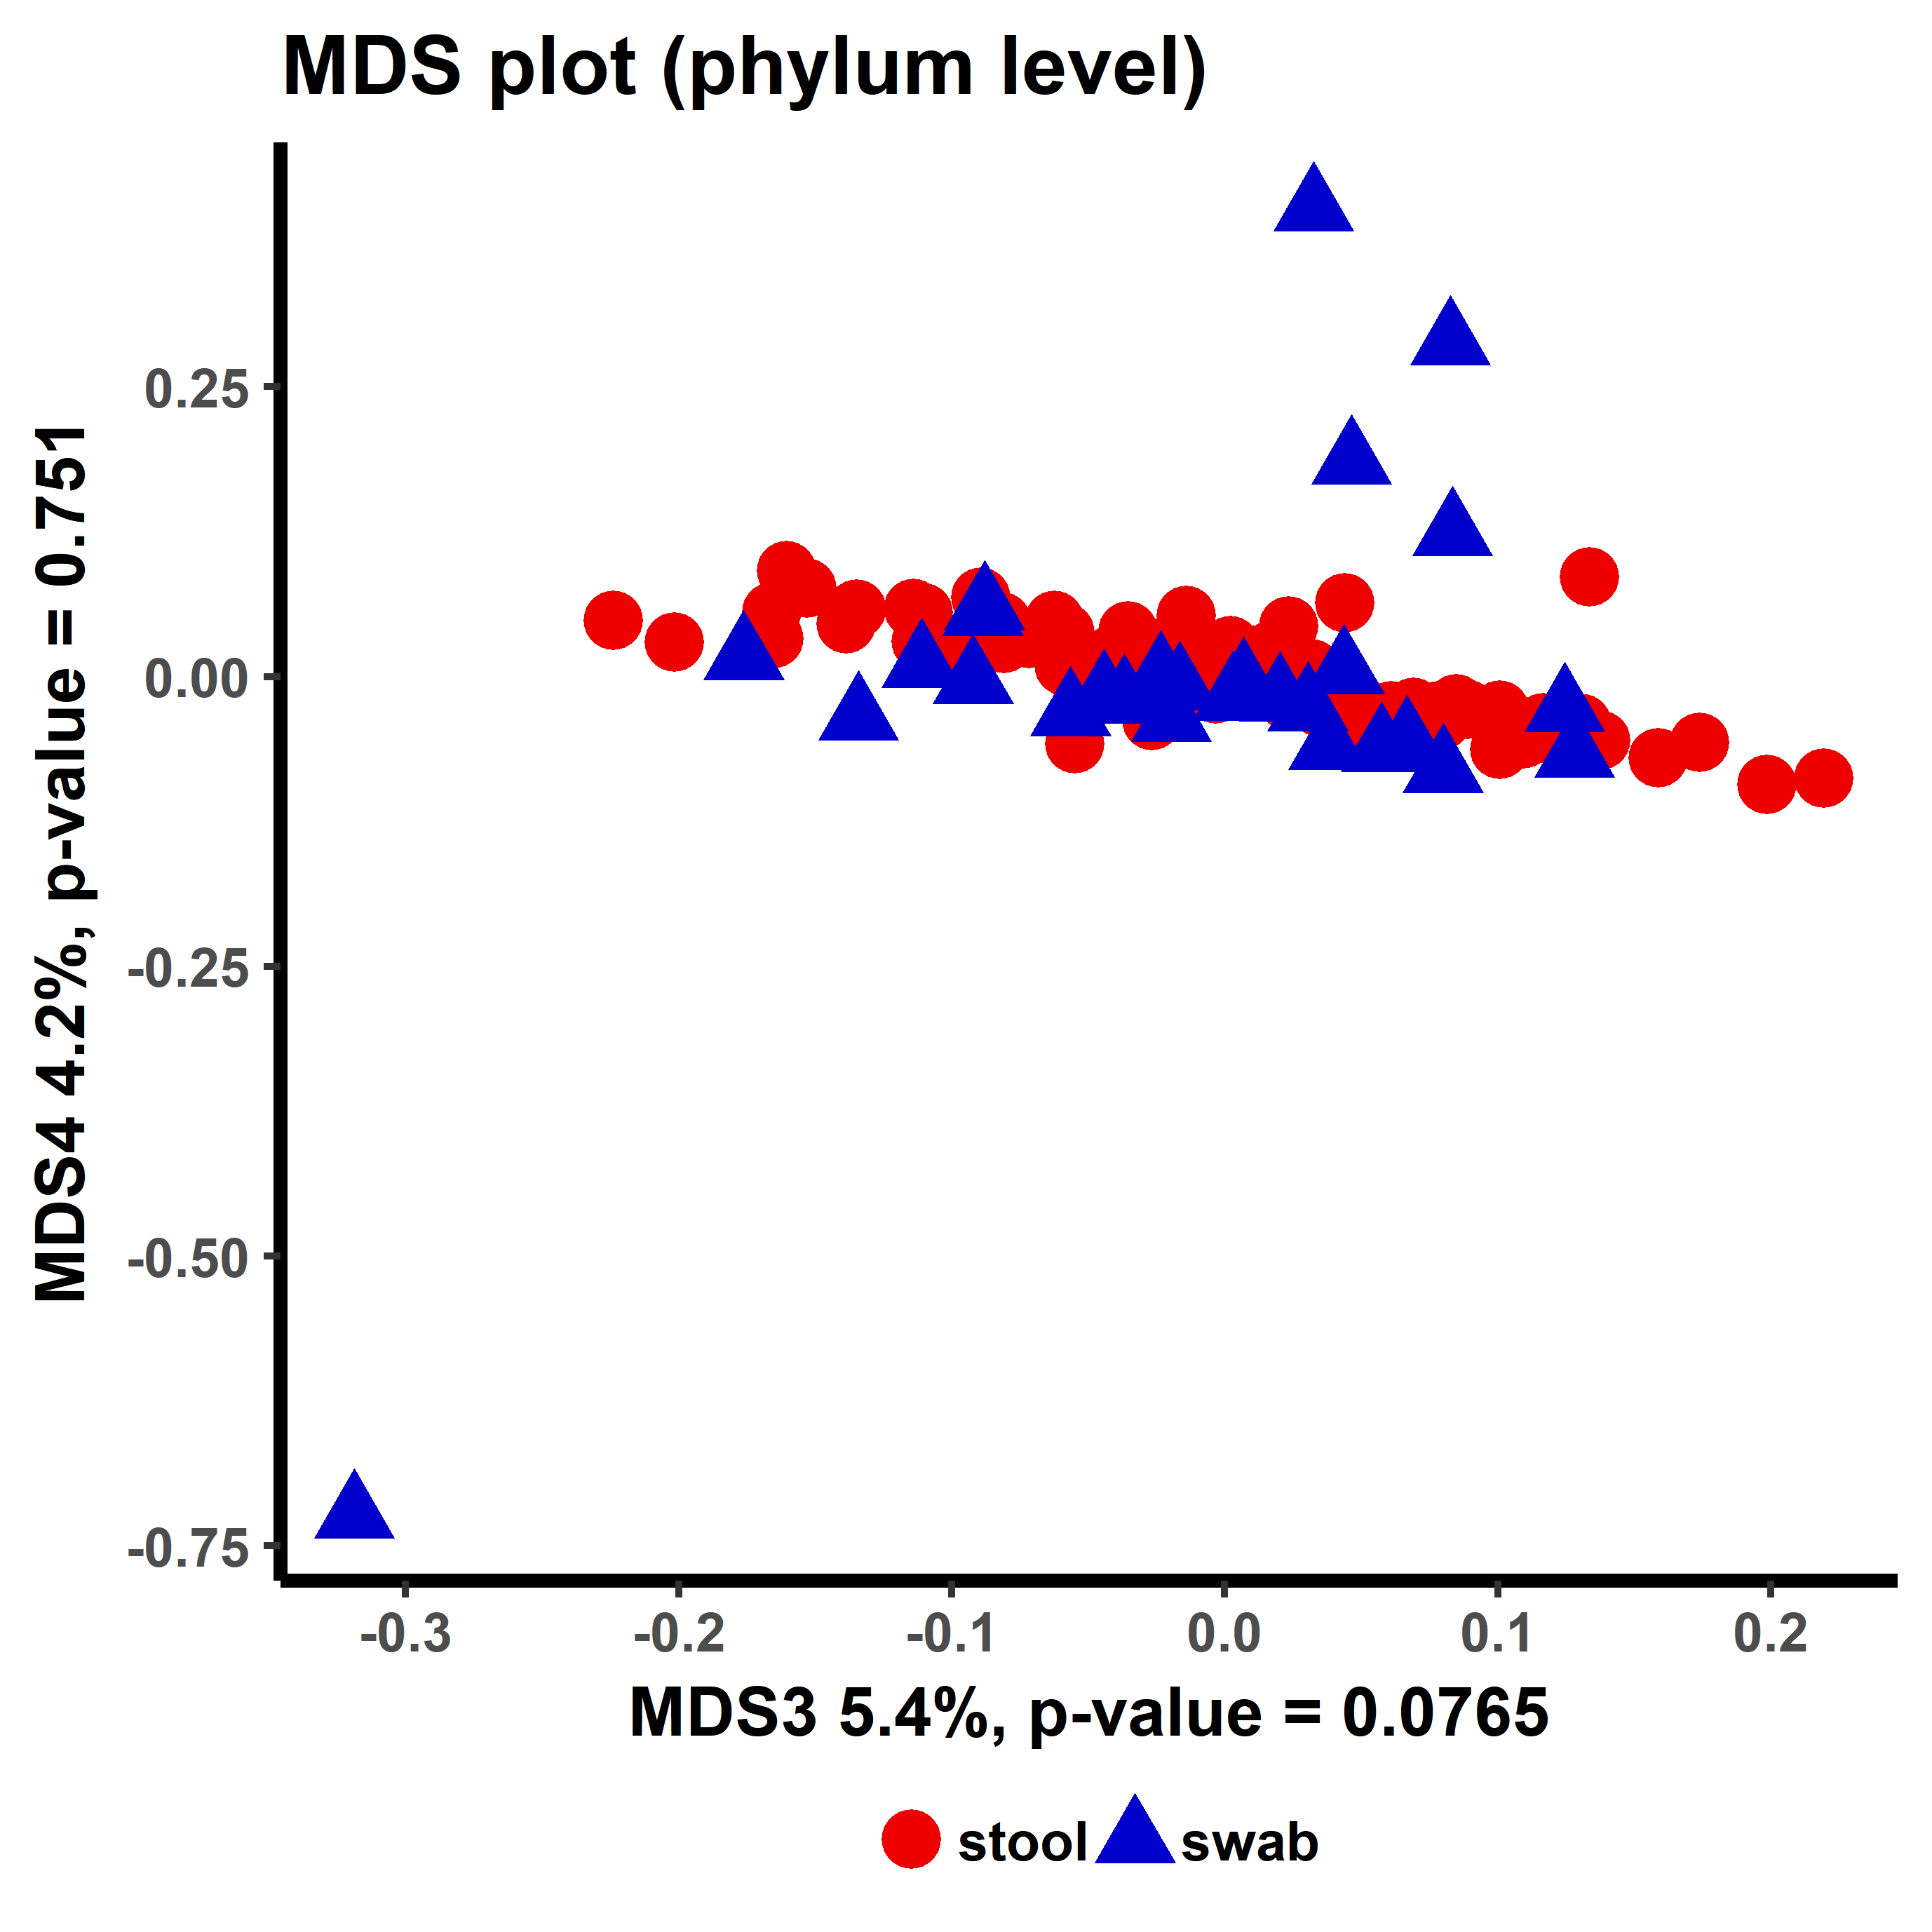 MDS plot (phylum level)
MDS4 4.2%, p-value = 0.751
0.25
0.00
-0.25
-0.50
-0.75
-0.3 -0.2 -0.1 0.0 0.1 0.2
MDS3 5.4%, p-value = 0.0765
stool swab